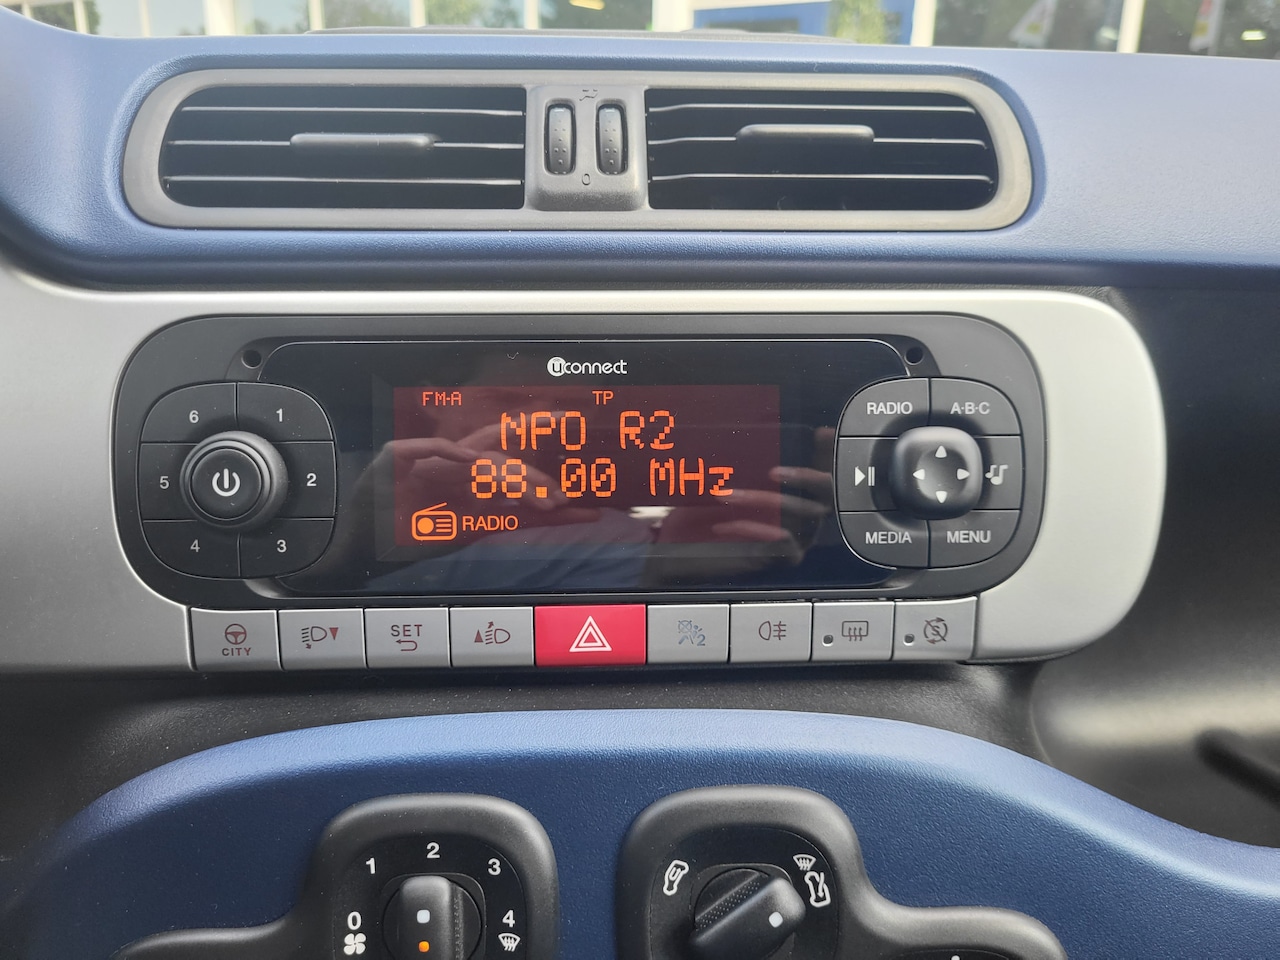 0
uconnect
FM-A TP
NPO R2
88.00 MHz
RADIO
6 1
5 2
4 3
RADIO A·B·C
MEDIA MENU
CITY
SET
2
1 2 3
0 4